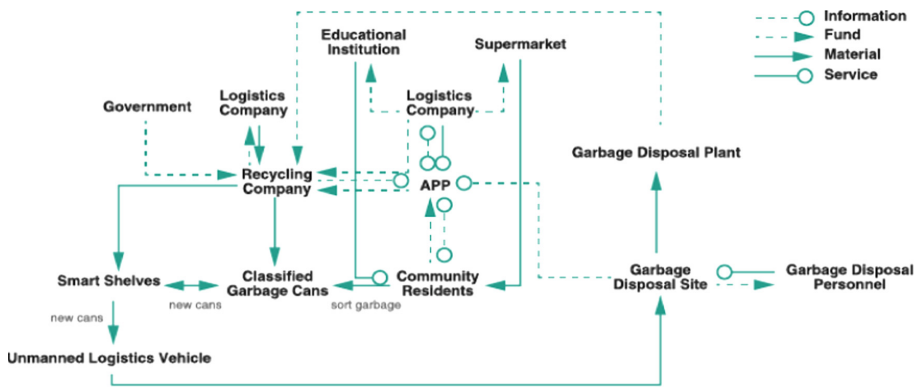 Information
Fund
Material
Service
Educational
Institution
Supermarket
Government
Logistics
Company
Logistics
Company
Garbage Disposal Plant
Recycling
Company
APP
Smart Shelves
Classified
Garbage Cans
Community
Residents
Garbage
Disposal Site
Garbage Disposal
Personnel
new cans
sort garbage
new cans
Unmanned Logistics Vehicle